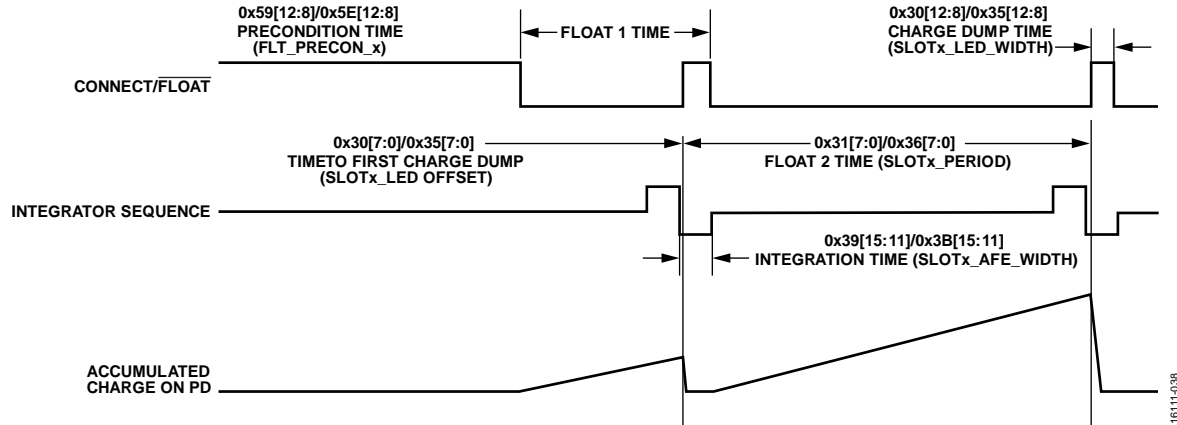 0x59[12:8]/0x5E[12:8]
PRECONDITION TIME
(FLT_PRECON_x)
FLOAT 1 TIME
0x30[12:8]/0x35[12:8]
CHARGE DUMP TIME
(SLOTx_LED_WIDTH)
CONNECT/FLOAT
0x30[7:0]/0x35[7:0]
TIMETO FIRST CHARGE DUMP
(SLOTx_LED OFFSET)
0x31[7:0]/0x36[7:0]
FLOAT 2 TIME (SLOTx_PERIOD)
INTEGRATOR SEQUENCE
0x39[15:11]/0x3B[15:11]
INTEGRATION TIME (SLOTx_AFE_WIDTH)
ACCUMULATED
CHARGE ON PD
16111-038